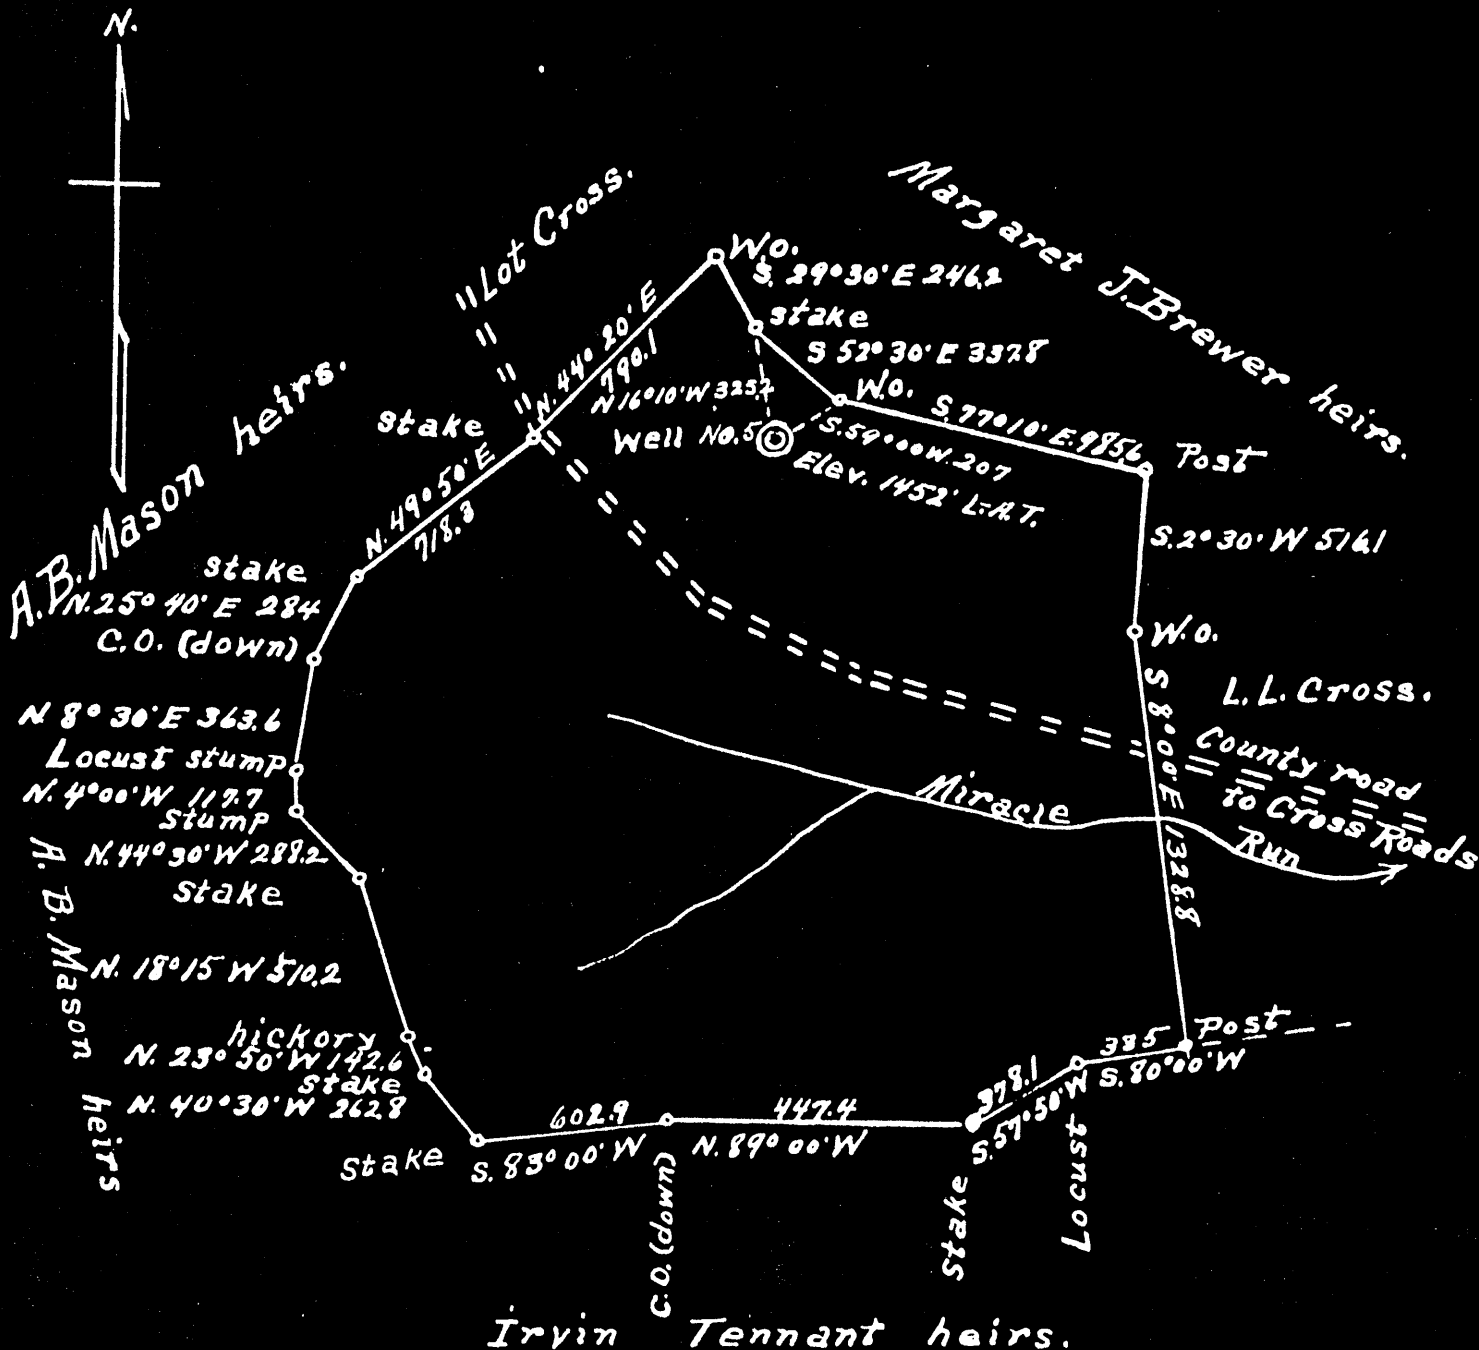 N.
Lot Cross.
Margaret J. Brewer heirs.
W.O.
S. 29°30' E 246.2
stake
S 52°30' E 337.8
W.O.
S. 77°10' E. 985.6
Post
N. 44° 20' E
790.1
N 16°10' W 325.7
Well No. 5
S. 59°00 W. 207
Elev. 1452' L.A.T.
S. 2° 30' W 516.1
W.O.
L. L. Cross.
S 8°00' E 1328.8
County road
to Cross Roads
Miracle Run
A. B. Mason heirs.
stake
N. 49° 50' E
718.3
stake
N. 25° 40' E 284
C.O. (down)
N. 8° 30' E 363.6
Locust stump
N. 4°00' W 117.7
stump
N. 44° 30' W 288.2
stake
A. B. Mason heirs
N. 18°15 W 510.2
hickory
N. 23° 50' W 142.6
stake
N. 40° 30' W 262.8
stake
602.9
S. 83° 00' W
C.O. (down)
447.4
N. 89° 00' W
stake
378.1
S. 57° 50' W
Locust
385
S. 80° 00' W
Post
Irvin Tennant heirs.